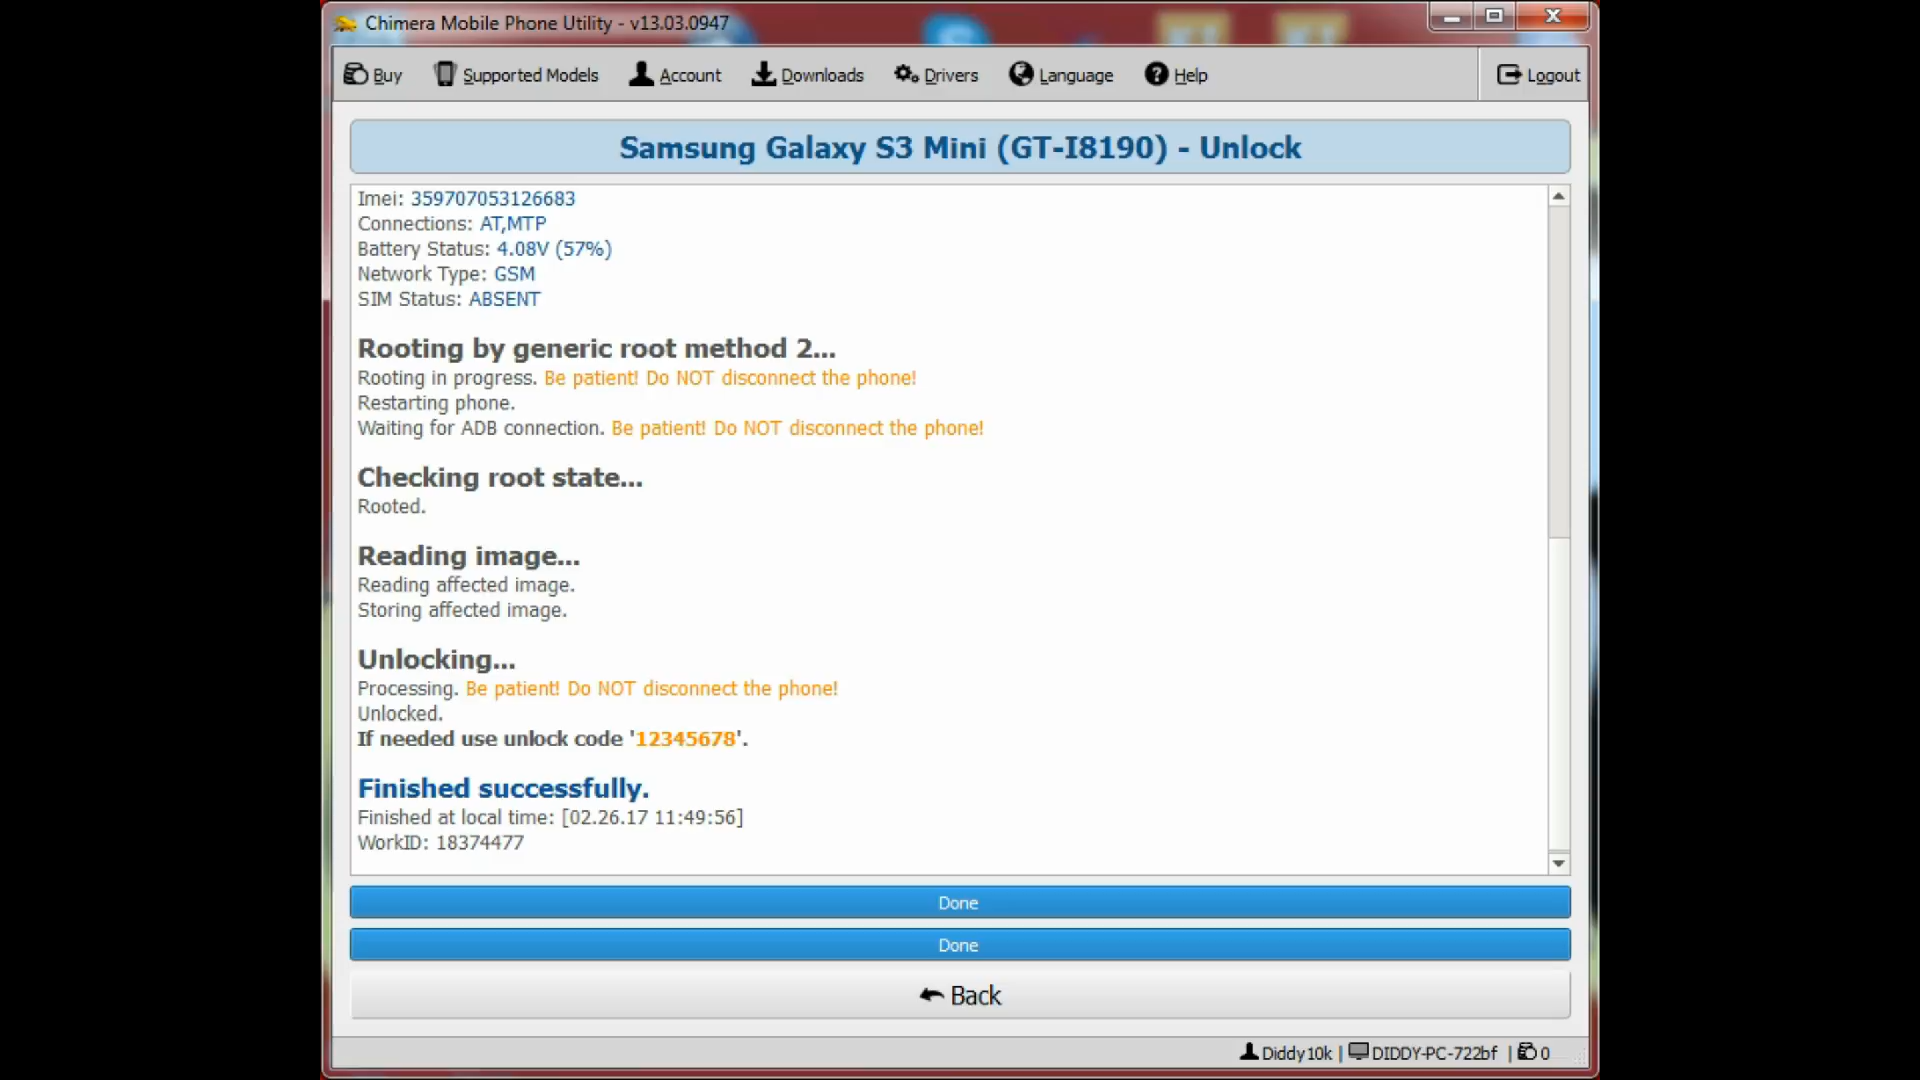 Chimera Mobile Phone Utility - v13.03.0947
Buy Supported Models Account Downloads Drivers Language Help Logout
Samsung Galaxy S3 Mini (GT-I8190) - Unlock
Imei: 359707053126683
Connections: AT,MTP
Battery Status: 4.08V (57%)
Network Type: GSM
SIM Status: ABSENT
Rooting by generic root method 2...
Rooting in progress. Be patient! Do NOT disconnect the phone!
Restarting phone.
Waiting for ADB connection. Be patient! Do NOT disconnect the phone!
Checking root state...
Rooted.
Reading image...
Reading affected image.
Storing affected image.
Unlocking...
Processing. Be patient! Do NOT disconnect the phone!
Unlocked.
If needed use unlock code '12345678'.
Finished successfully.
Finished at local time: [02.26.17 11:49:56]
WorkID: 18374477
Done
Done
Back
Diddy10k | DIDDY-PC-722bf | 0